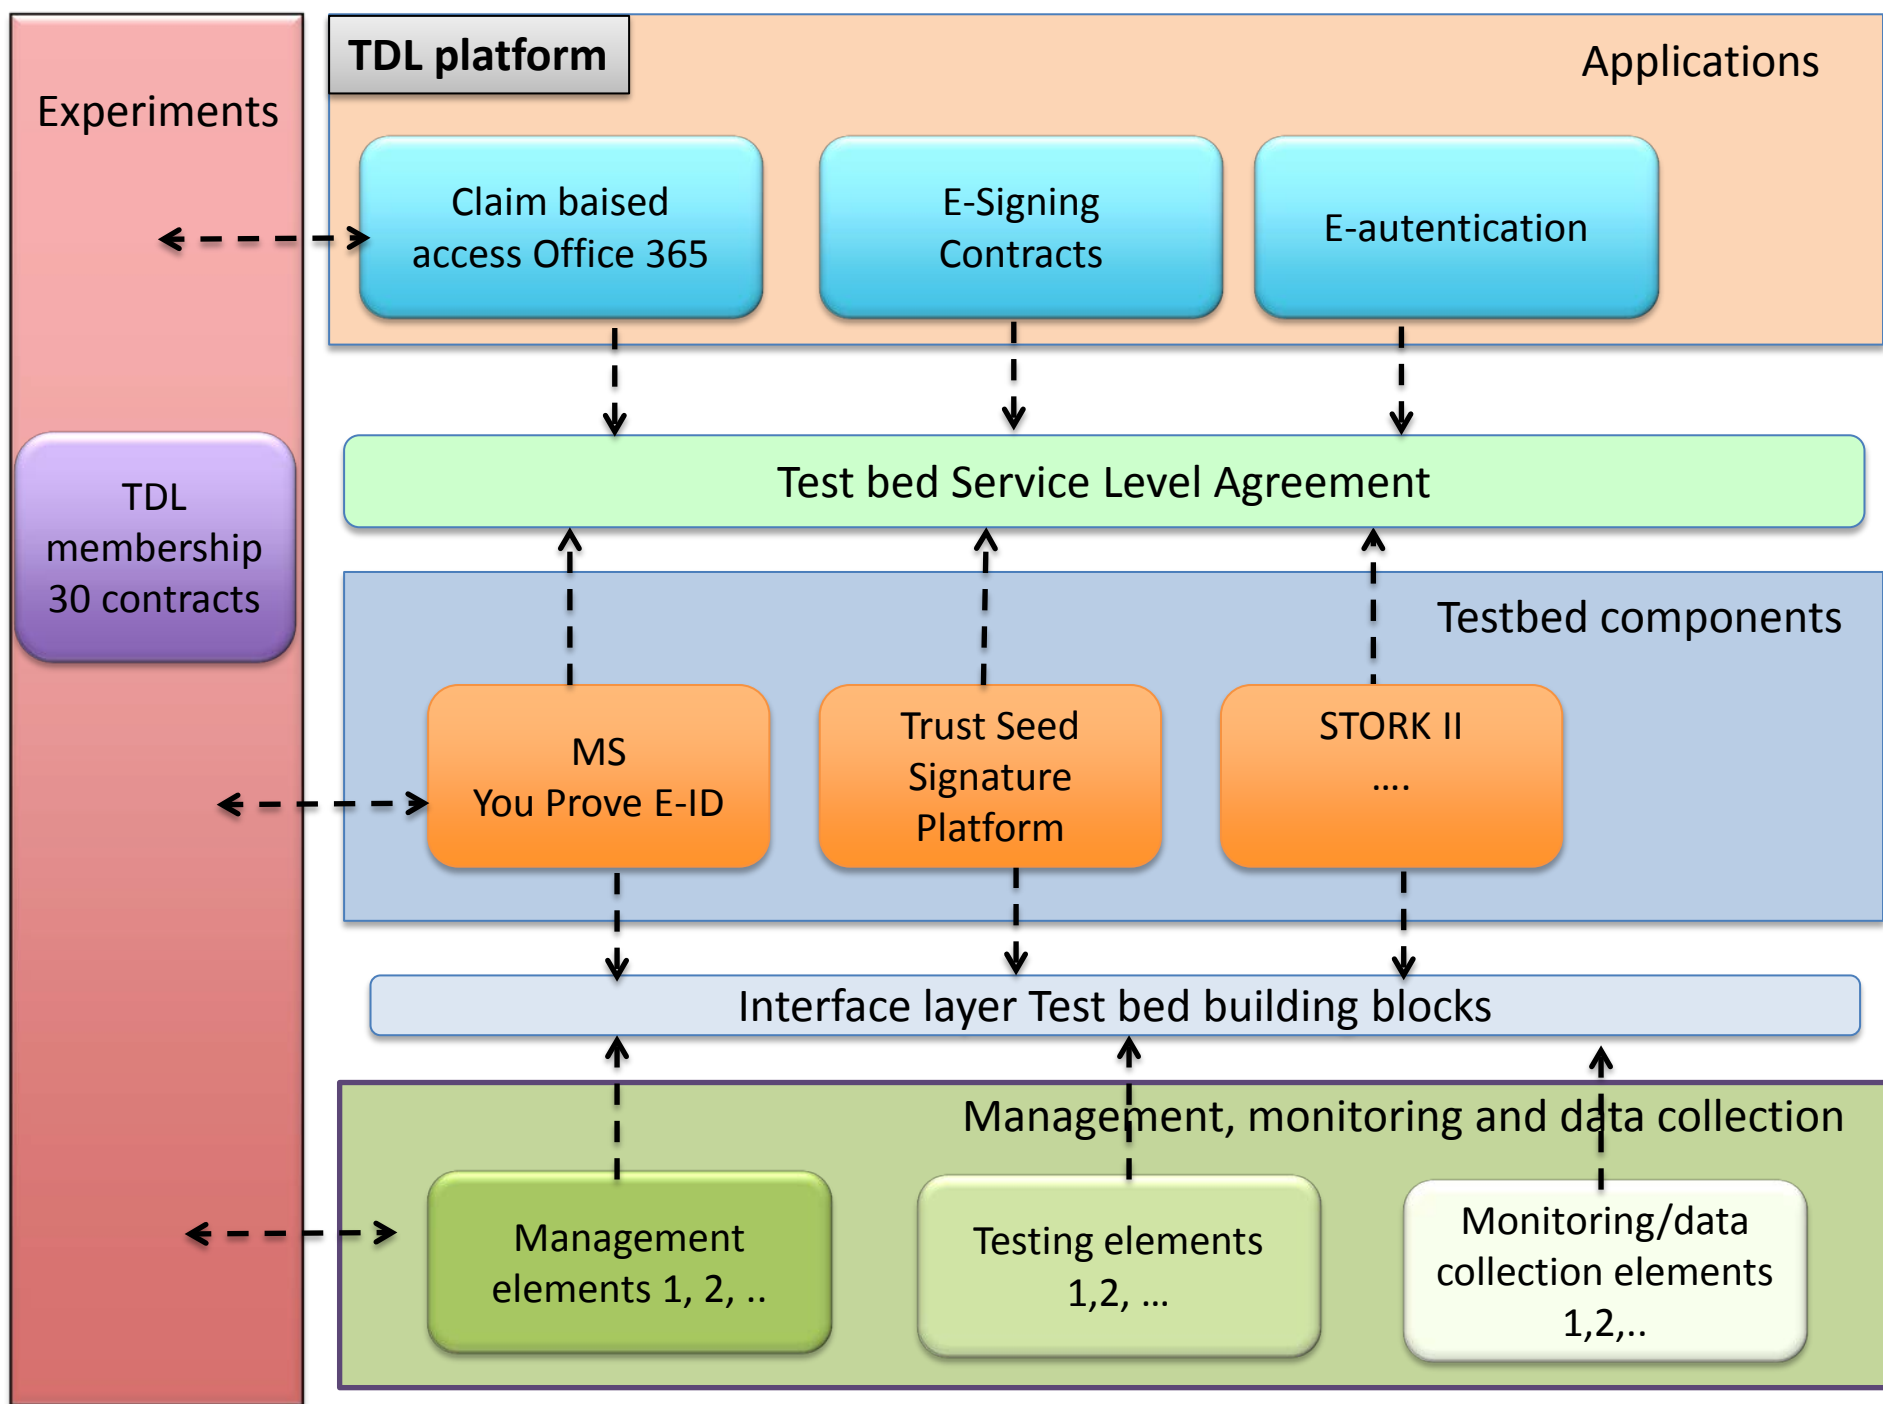 TDL platform
Applications
Experiments
Claim baised
access Office 365
E-Signing
Contracts
E-autentication
Test bed Service Level Agreement
TDL
membership
30 contracts
Testbed components
MS
You Prove E-ID
Trust Seed
Signature
Platform
STORK II
....
Interface layer Test bed building blocks
Management, monitoring and data collection
Management
elements 1, 2, ..
Testing elements
1,2, ...
Monitoring/data
collection elements
1,2,..